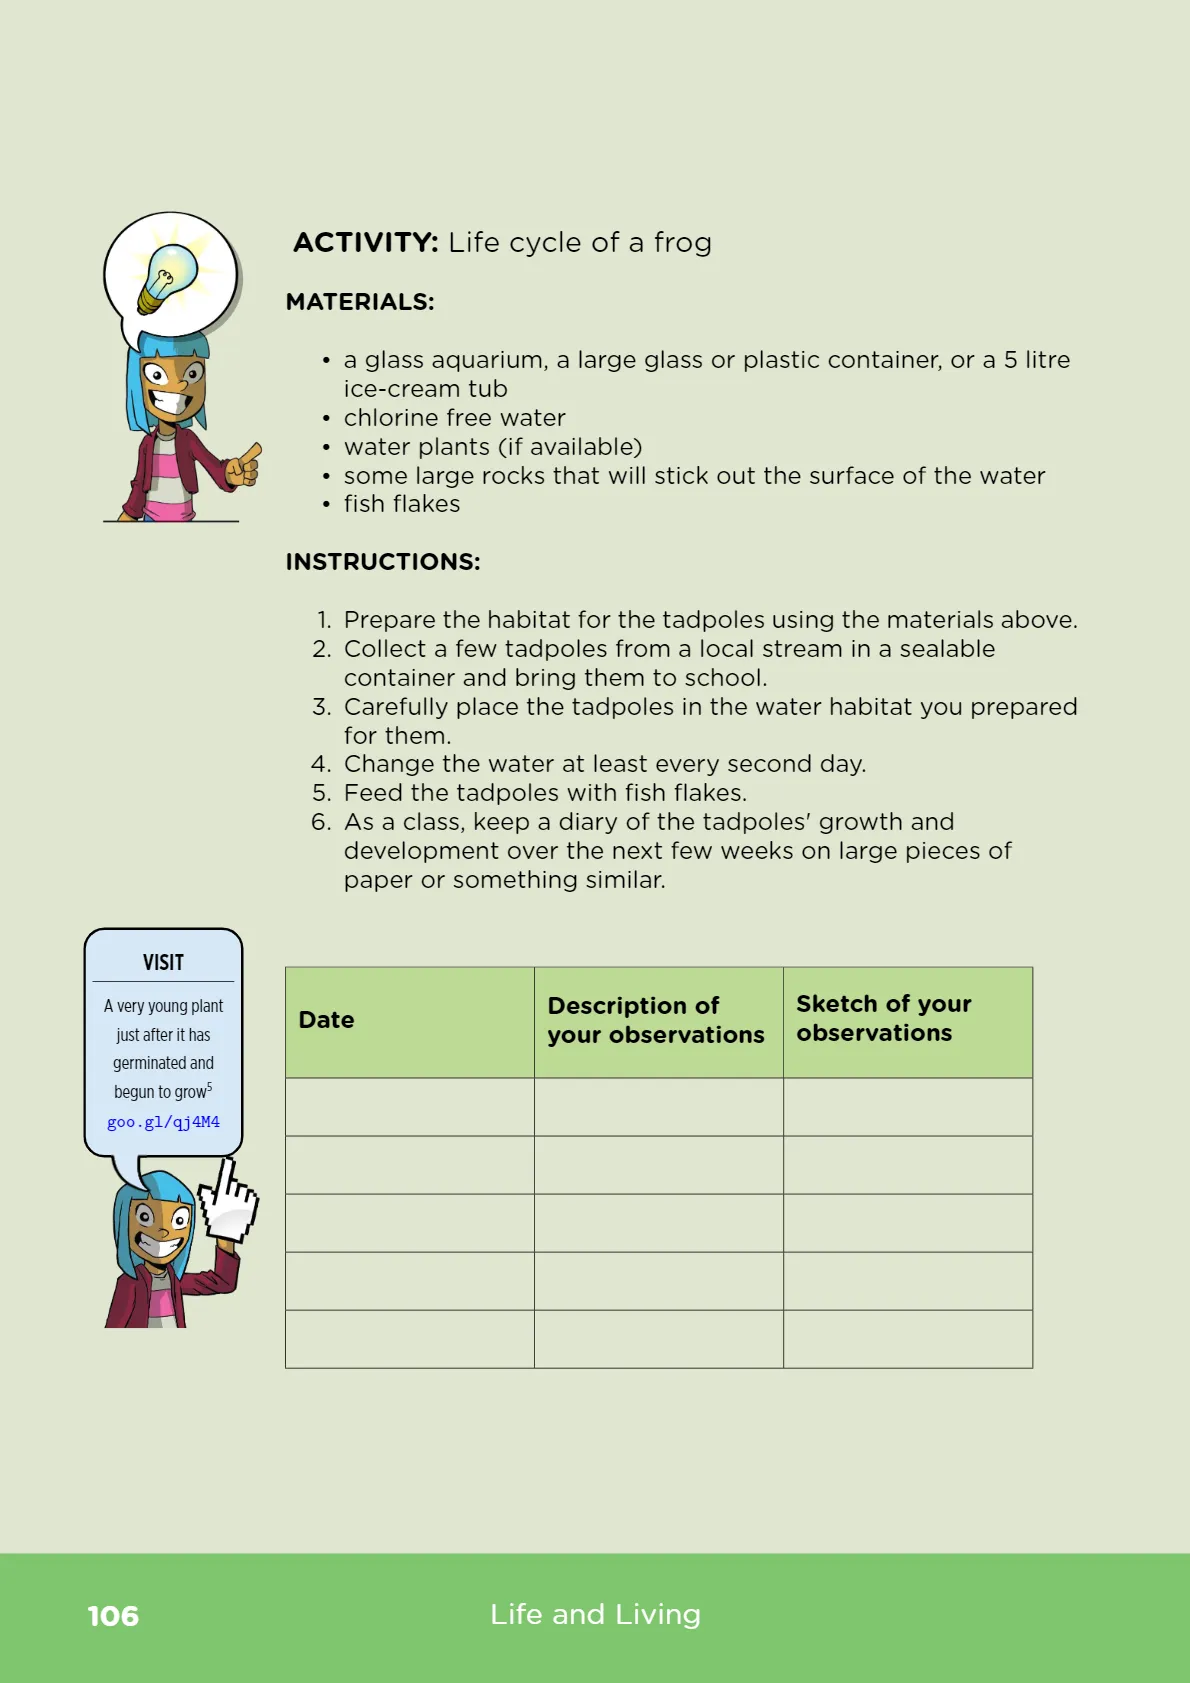 ACTIVITY: Life cycle of a frog
MATERIALS:
• a glass aquarium, a large glass or plastic container, or a 5 litre
ice-cream tub
• chlorine free water
• water plants (if available)
• some large rocks that will stick out the surface of the water
• fish flakes
INSTRUCTIONS:
1. Prepare the habitat for the tadpoles using the materials above.
2. Collect a few tadpoles from a local stream in a sealable
container and bring them to school.
3. Carefully place the tadpoles in the water habitat you prepared
for them.
4. Change the water at least every second day.
5. Feed the tadpoles with fish flakes.
6. As a class, keep a diary of the tadpoles' growth and
development over the next few weeks on large pieces of
paper or something similar.
VISIT
A very young plant
just after it has
germinated and
begun to grow5
goo.gl/qj4M4
Date
Description of
your observations
Sketch of your
observations
106
Life and Living